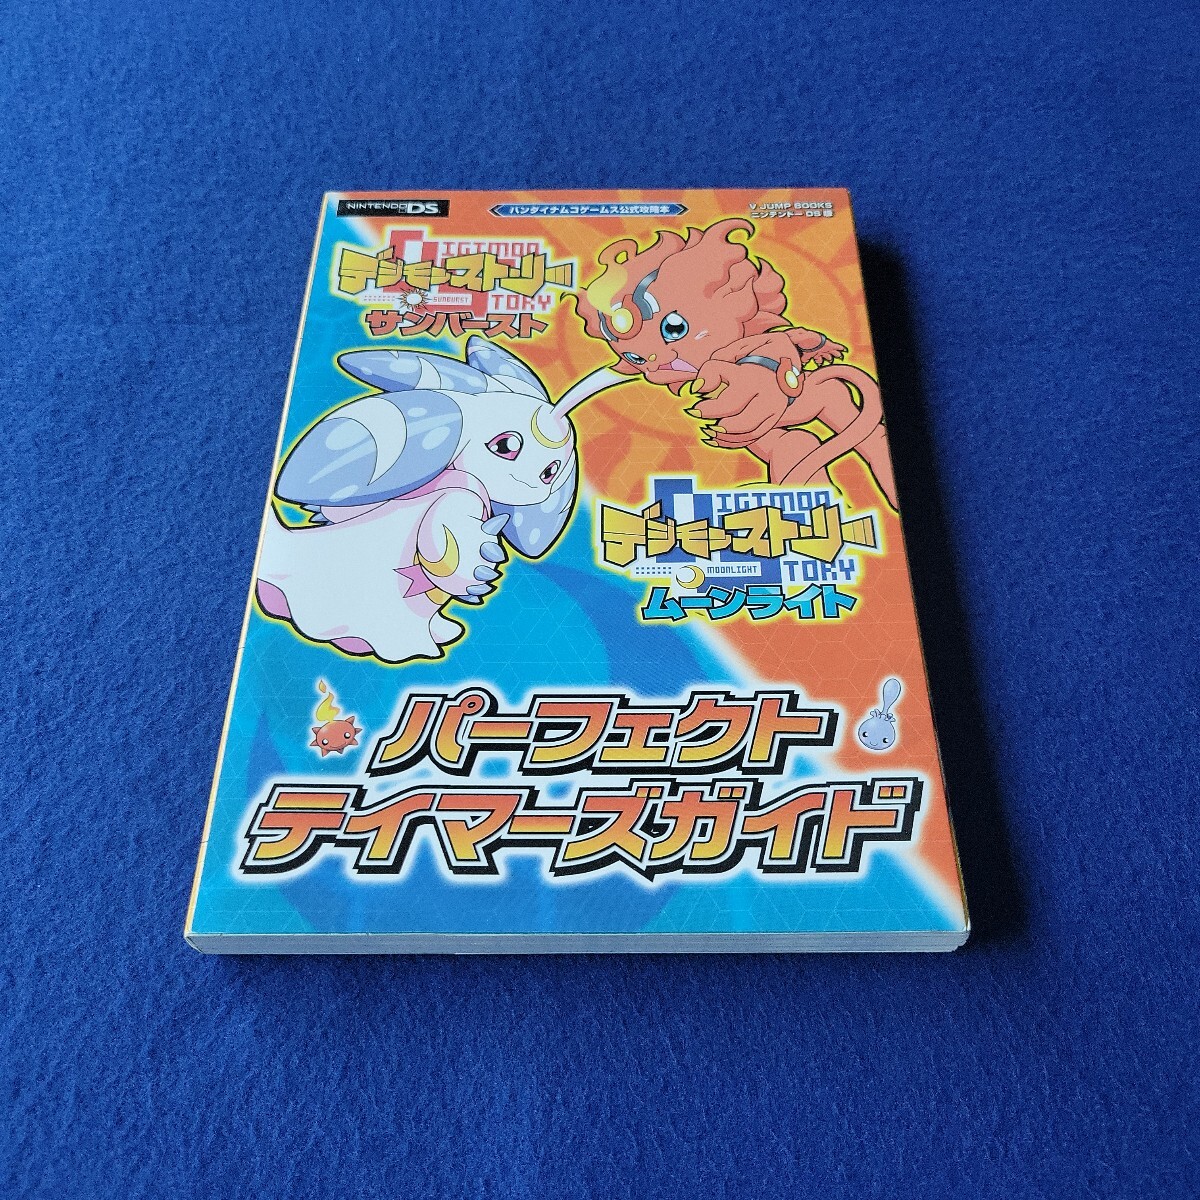 NINTENDO DS
バンダイナムコゲームス公式攻略本
V JUMP BOOKS
ニンテンドーDS版
DIGIMON
デジモンストーリー
SUNBURST
STORY
サンバースト
DIGIMON
デジモンストーリー
MOONLIGHT
STORY
ムーンライト
パーフェクト
テイマーズガイド